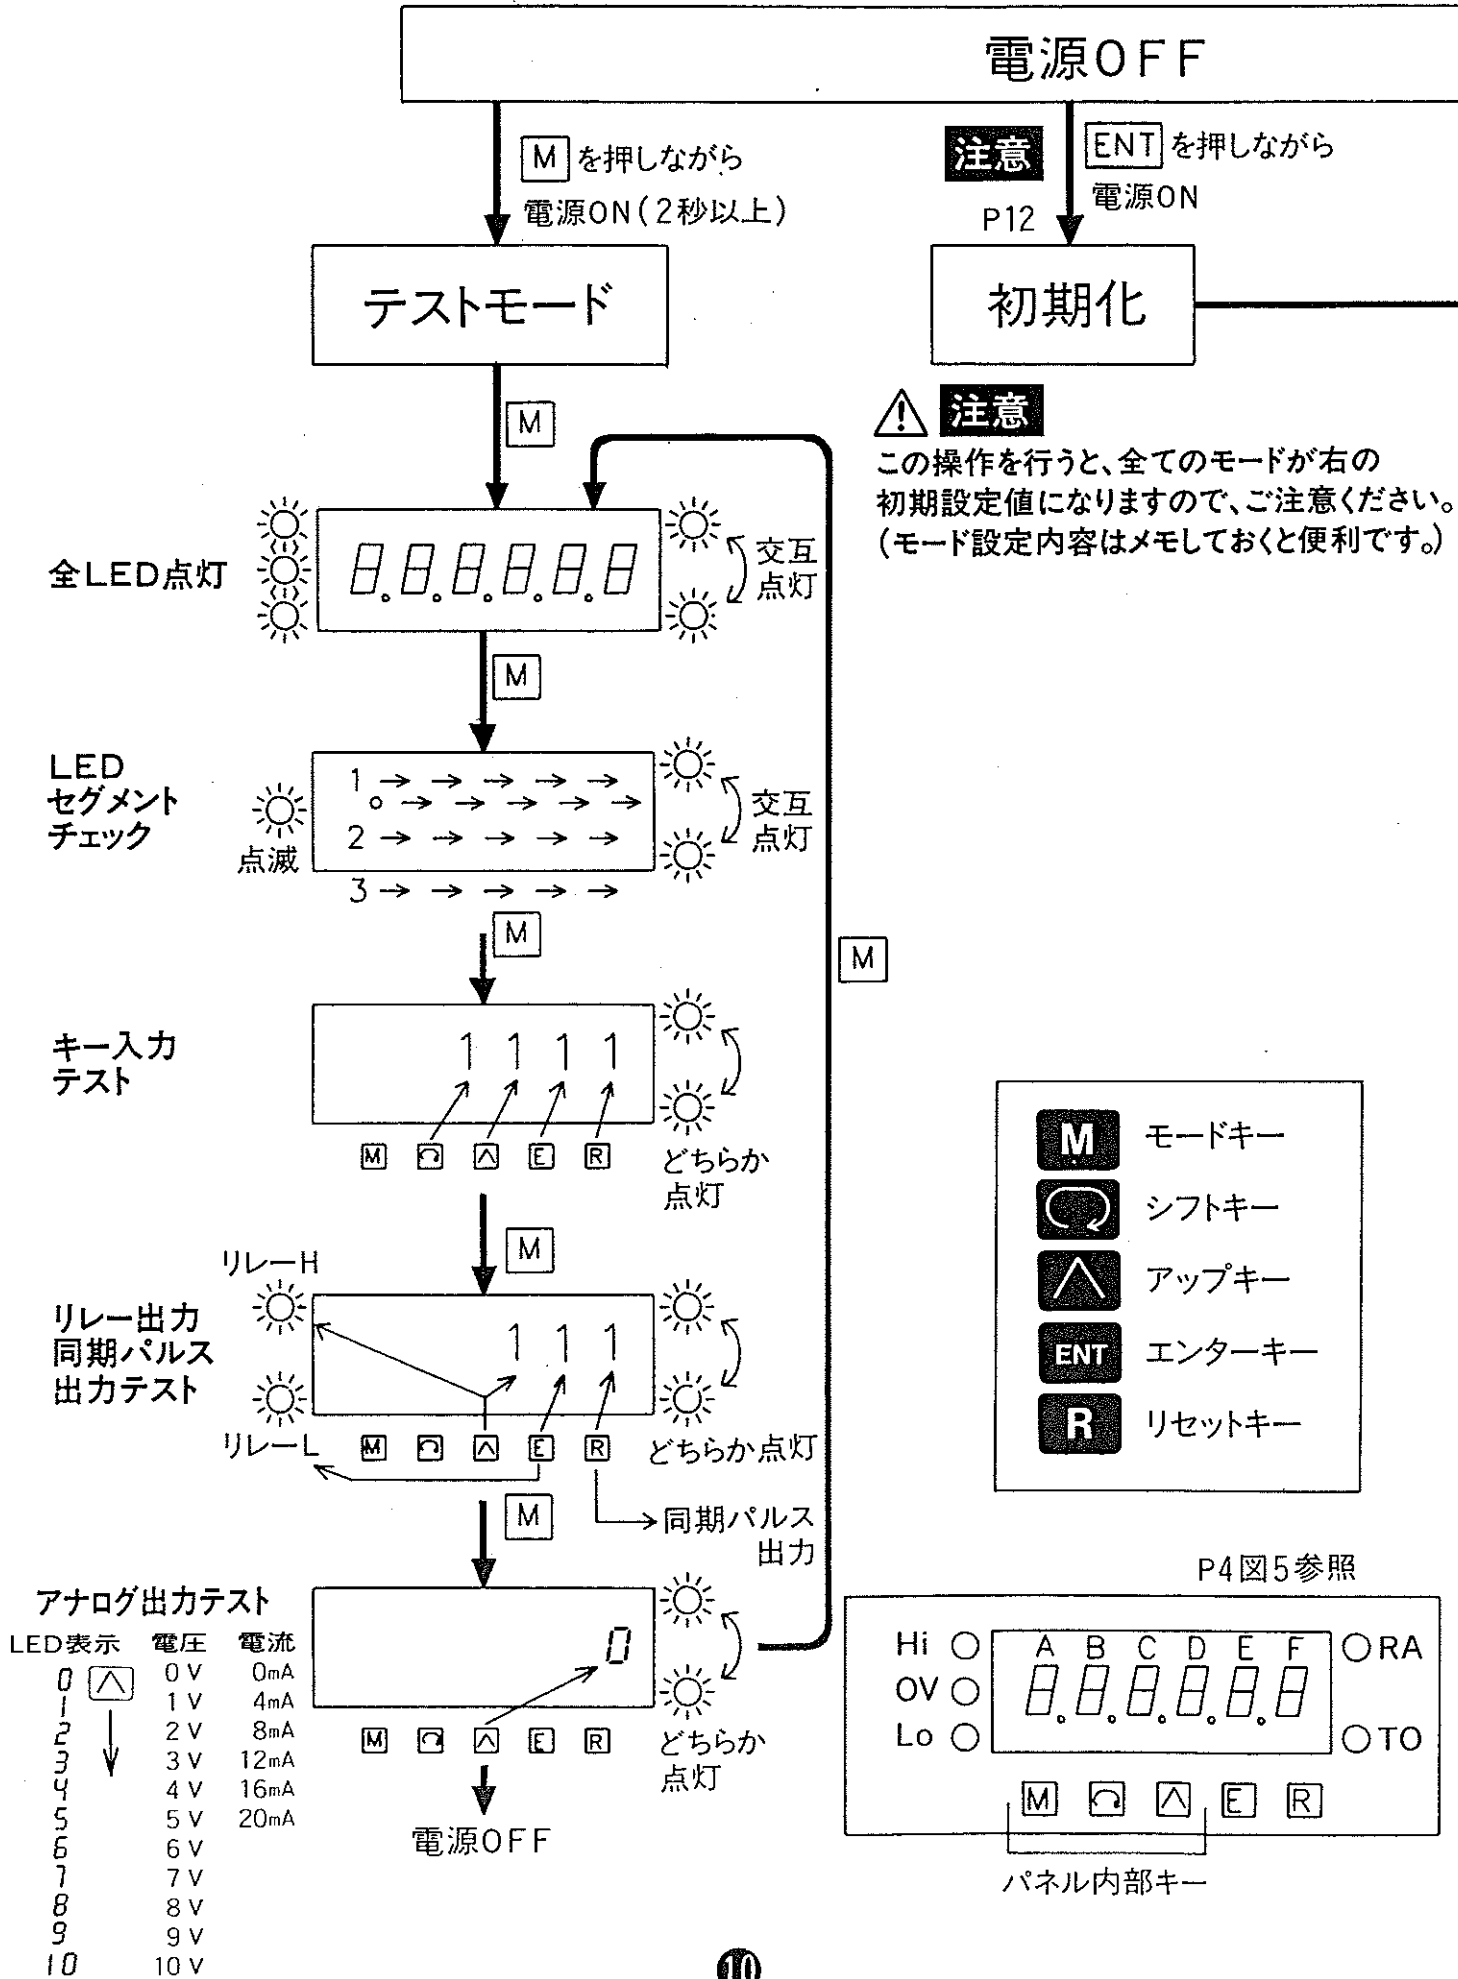 電源OFF
M を押しながら
電源ON(2秒以上)
注意
ENT を押しながら
電源ON
P12
テストモード
初期化
M
注意
この操作を行うと、全てのモードが右の
初期設定値になりますので、ご注意ください。
(モード設定内容はメモしておくと便利です。)
全LED点灯
8.8.8.8.8.8
交互
点灯
M
LED
セグメント
チェック
点滅
1
2
3
交互
点灯
M
M
キー入力
テスト
1 1 1 1
M ∧ E R
どちらか
点灯
M
リレーH
リレー出力
同期パルス
出力テスト
1 1 1
リレーL
M ∧ E R
どちらか点灯
同期パルス
出力
M
アナログ出力テスト
LED表示 電圧 電流
0 ∧ 0V 0mA
1 1V 4mA
2 2V 8mA
3 3V 12mA
4 4V 16mA
5 5V 20mA
6 6V
7 7V
8 8V
9 9V
10 10V
0
M ∧ E R
どちらか
点灯
電源OFF
M モードキー
シフトキー
∧ アップキー
ENT エンターキー
R リセットキー
P4図5参照
Hi A B C D E F RA
OV 8.8.8.8.8.8
Lo TO
M ∧ E R
パネル内部キー
10